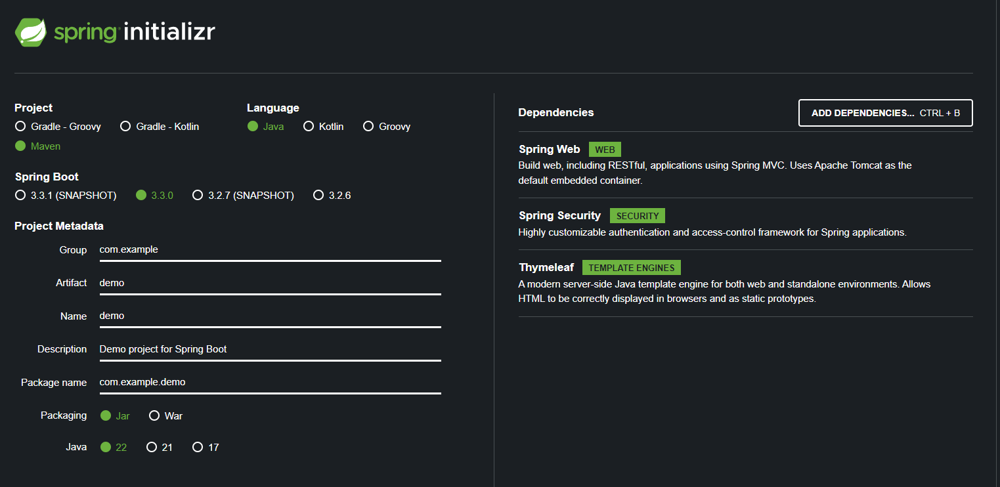 spring initializr
Project
Gradle - Groovy Gradle - Kotlin
Maven
Language
Java Kotlin Groovy
Spring Boot
3.3.1 (SNAPSHOT) 3.3.0 3.2.7 (SNAPSHOT) 3.2.6
Project Metadata
Group com.example
Artifact demo
Name demo
Description Demo project for Spring Boot
Package name com.example.demo
Packaging Jar War
Java 22 21 17
Dependencies
ADD DEPENDENCIES... CTRL + B
Spring Web WEB
Build web, including RESTful, applications using Spring MVC. Uses Apache Tomcat as the
default embedded container.
Spring Security SECURITY
Highly customizable authentication and access-control framework for Spring applications.
Thymeleaf TEMPLATE ENGINES
A modern server-side Java template engine for both web and standalone environments. Allows
HTML to be correctly displayed in browsers and as static prototypes.